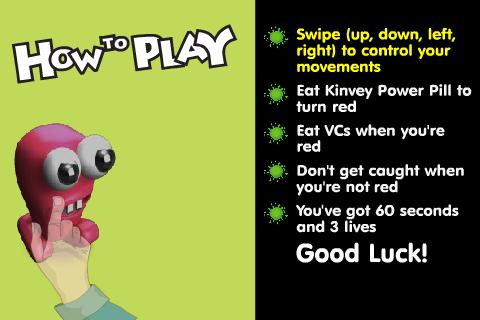 HOW TO PLAY
Swipe (up, down, left,
right) to control your
movements
Eat Kinvey Power Pill to
turn red
Eat VCs when you're
red
Don't get caught when
you're not red
You've got 60 seconds
and 3 lives
Good Luck!